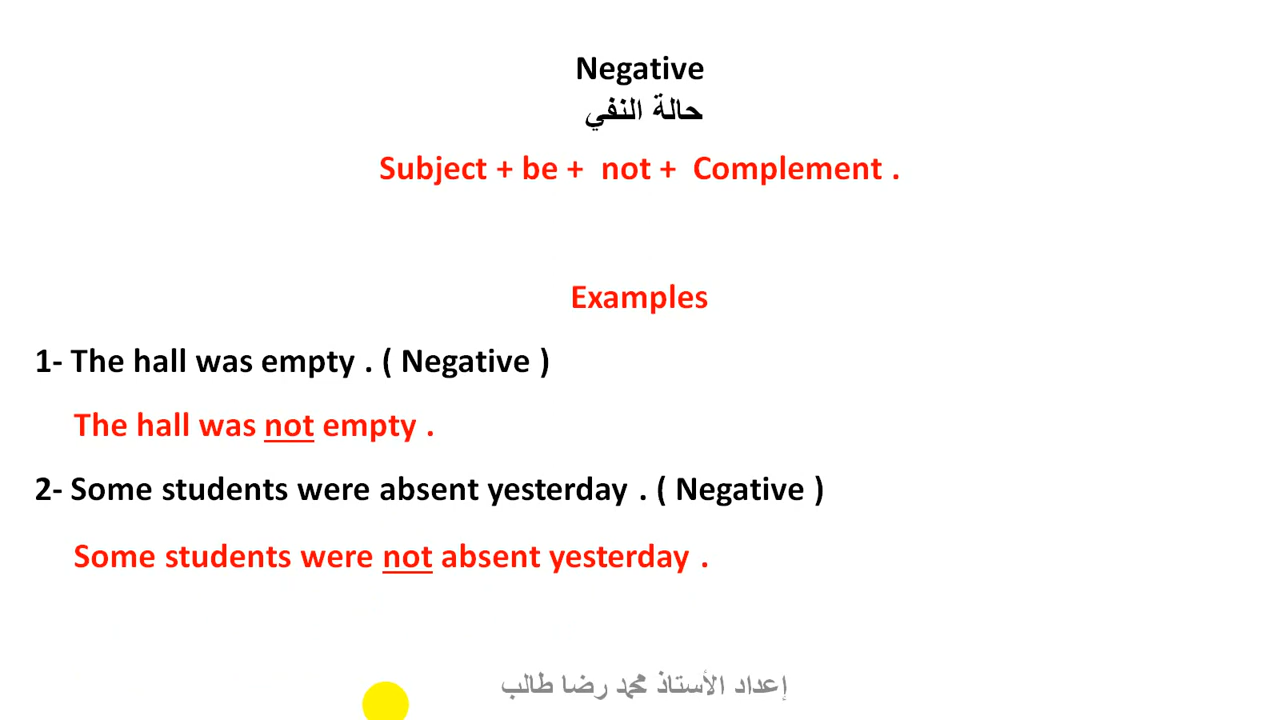 Negative
حالة النفي
Subject + be + not + Complement .
Examples
1- The hall was empty . ( Negative )
The hall was not empty .
2- Some students were absent yesterday . ( Negative )
Some students were not absent yesterday .
إعداد الأستاذ محمد رضا طالب